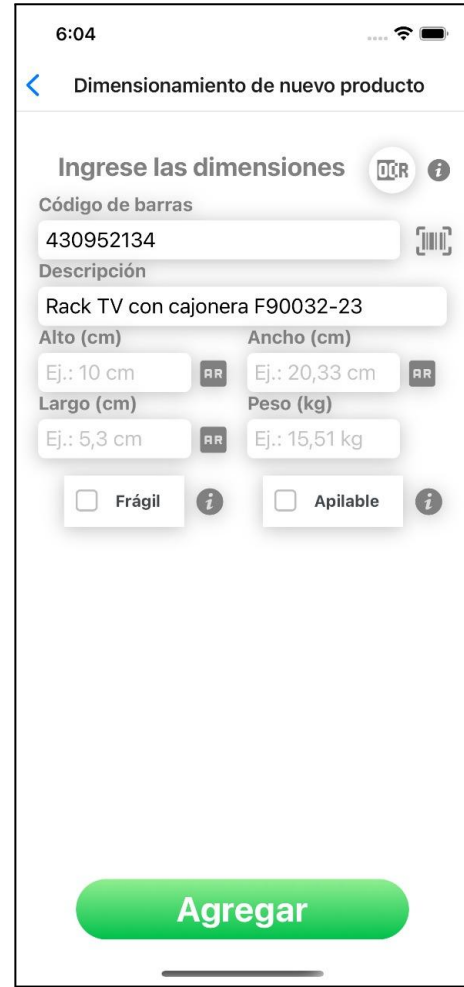 6:04
Dimensionamiento de nuevo producto
Ingrese las dimensiones OCR i
Código de barras
430952134
Descripción
Rack TV con cajonera F90032-23
Alto (cm) Ancho (cm)
Ej.: 10 cm AR Ej.: 20,33 cm AR
Largo (cm) Peso (kg)
Ej.: 5,3 cm AR Ej.: 15,51 kg
Frágil i Apilable i
Agregar